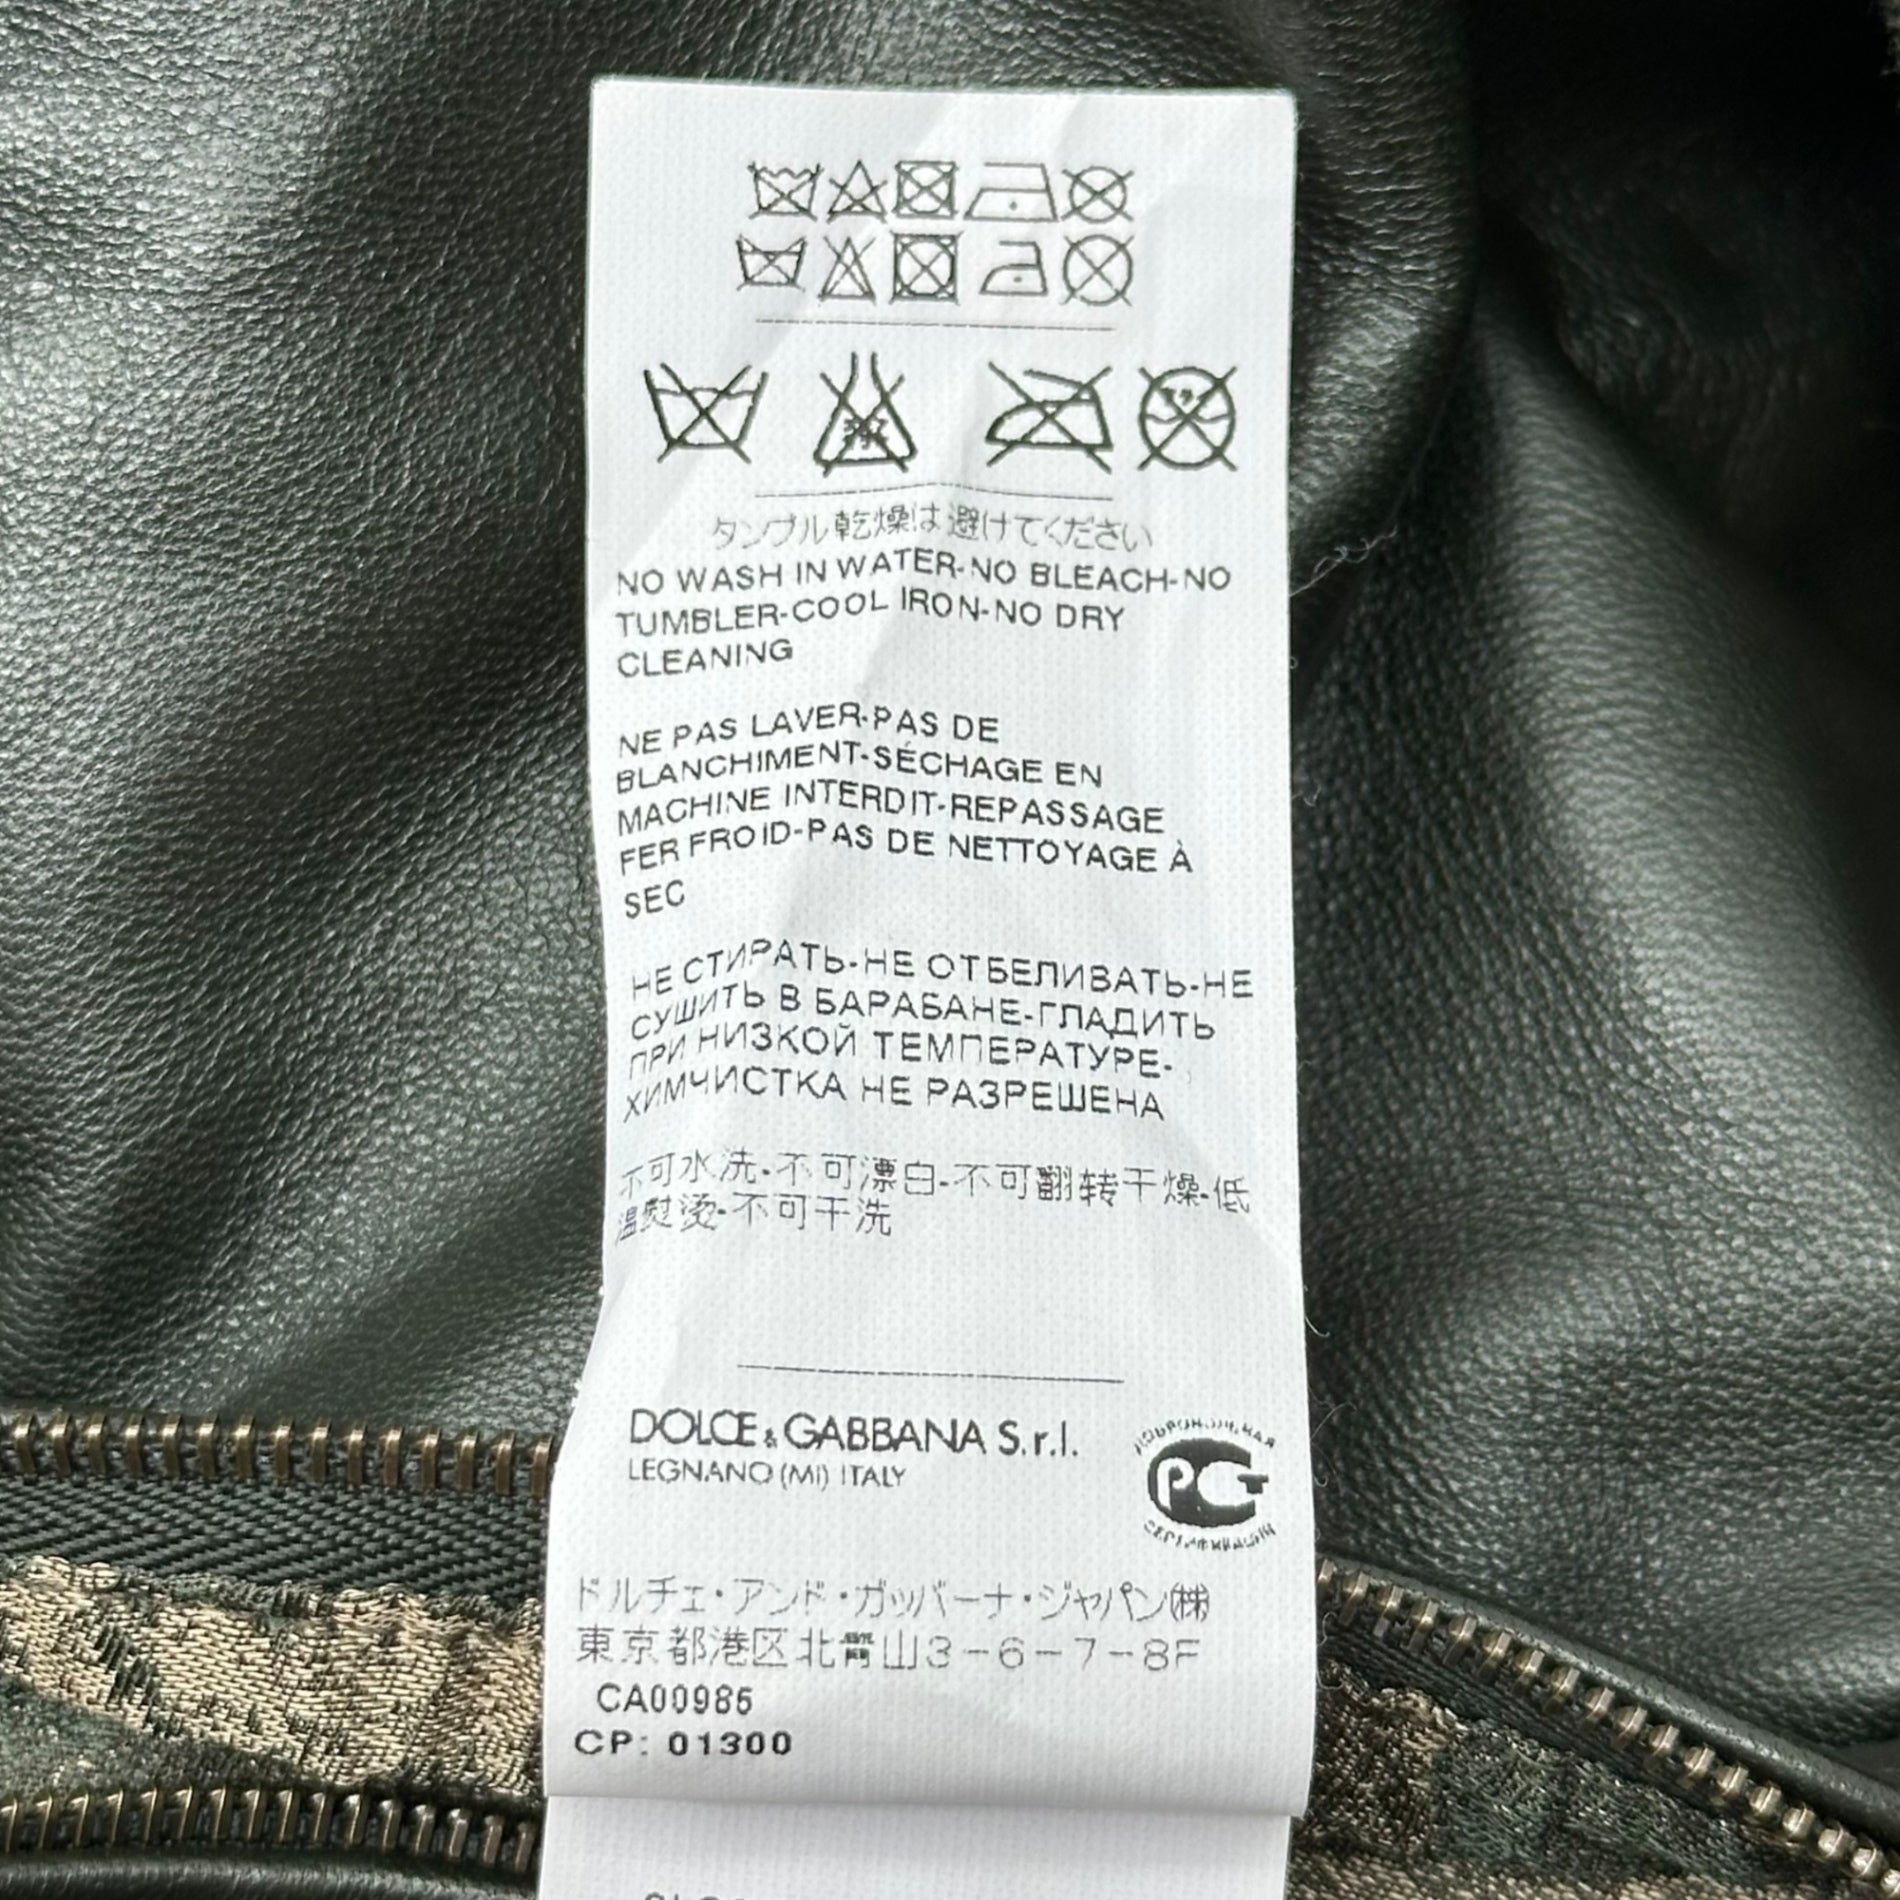 タンブル乾燥は避けてください
NO WASH IN WATER-NO BLEACH-NO
TUMBLER-COOL IRON-NO DRY
CLEANING
NE PAS LAVER-PAS DE
BLANCHIMENT-SÉCHAGE EN
MACHINE INTERDIT-REPASSAGE
FER FROID-PAS DE NETTOYAGE À
SEC
НЕ СТИРАТЬ-НЕ ОТБЕЛИВАТЬ-НЕ
СУШИТЬ В БАРАБАНЕ-ГЛАДИТЬ
ПРИ НИЗКОЙ ТЕМПЕРАТУРЕ-
ХИМЧИСТКА НЕ РАЗРЕШЕНА
不可水洗-不可漂白-不可翻转干燥-低
温熨烫-不可干洗
DOLCE & GABBANA S.r.l.
LEGNANO (MI) ITALY
ドルチェ・アンド・ガッバーナ・ジャパン㈱
東京都港区北青山3-6-7-8F
CA00985
CP: 01300